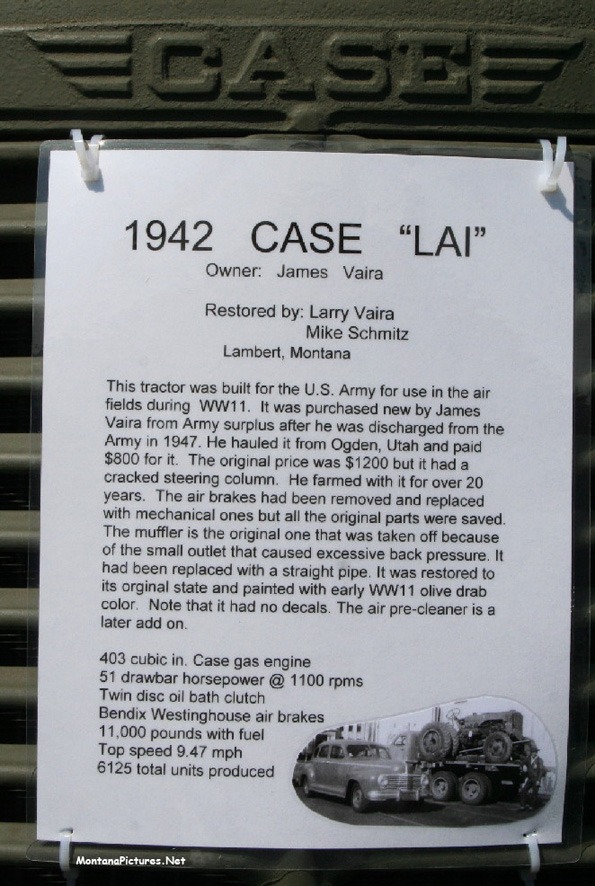 CASE
1942 CASE “LAI”
Owner: James Vaira
Restored by: Larry Vaira
Mike Schmitz
Lambert, Montana
This tractor was built for the U.S. Army for use in the air
fields during WW11. It was purchased new by James
Vaira from Army surplus after he was discharged from the
Army in 1947. He hauled it from Ogden, Utah and paid
$800 for it. The original price was $1200 but it had a
cracked steering column. He farmed with it for over 20
years. The air brakes had been removed and replaced
with mechanical ones but all the original parts were saved.
The muffler is the original one that was taken off because
of the small outlet that caused excessive back pressure. It
had been replaced with a straight pipe. It was restored to
its orginal state and painted with early WW11 olive drab
color. Note that it had no decals. The air pre-cleaner is a
later add on.
403 cubic in. Case gas engine
51 drawbar horsepower @ 1100 rpms
Twin disc oil bath clutch
Bendix Westinghouse air brakes
11,000 pounds with fuel
Top speed 9.47 mph
6125 total units produced
MontanaPictures.Net